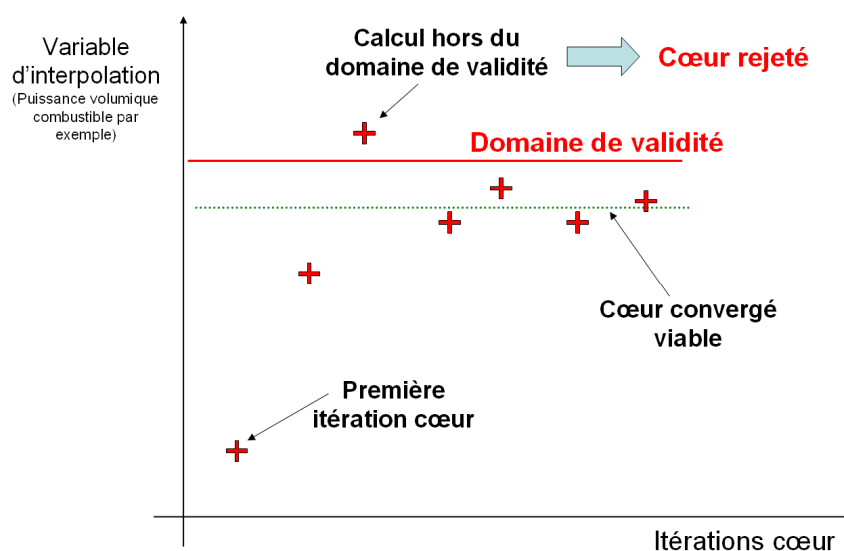 Variable
d’interpolation
(Puissance volumique
combustible par
exemple)
Calcul hors du
domaine de validité
Cœur rejeté
Domaine de validité
Cœur convergé
viable
Première
itération cœur
Itérations cœur